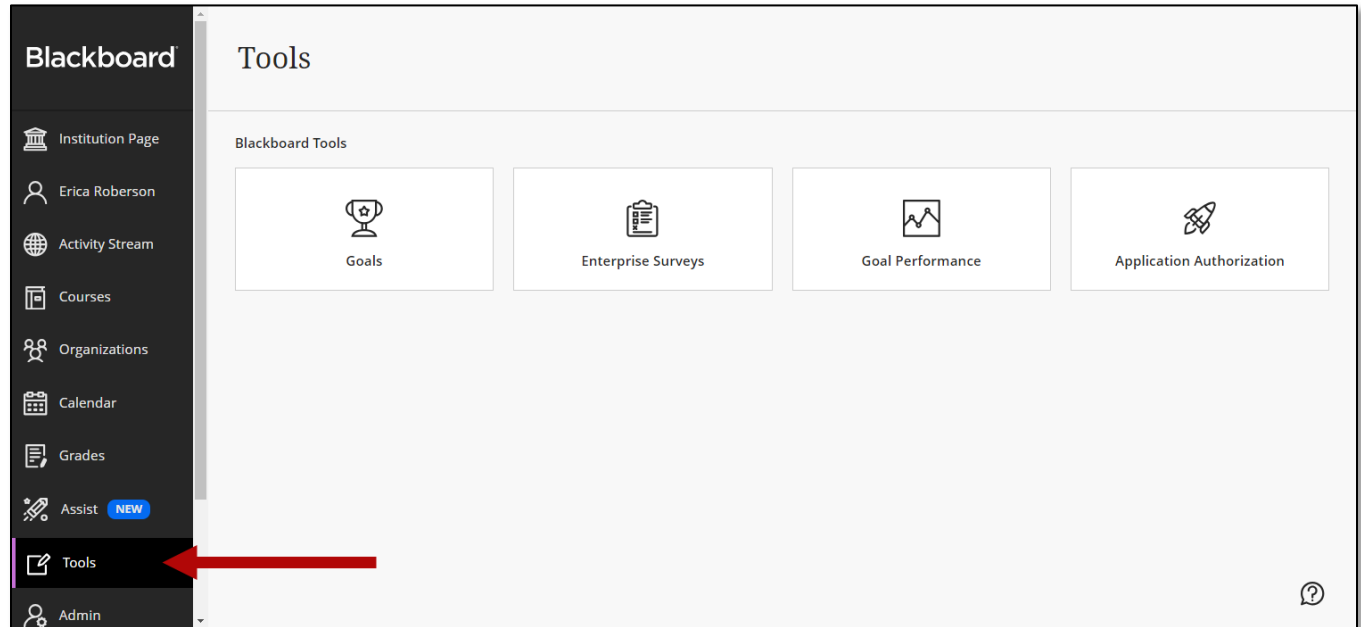 Blackboard
Institution Page
Erica Roberson
Activity Stream
Courses
Organizations
Calendar
Grades
Assist NEW
Tools
Admin
Tools
Blackboard Tools
Goals
Enterprise Surveys
Goal Performance
Application Authorization